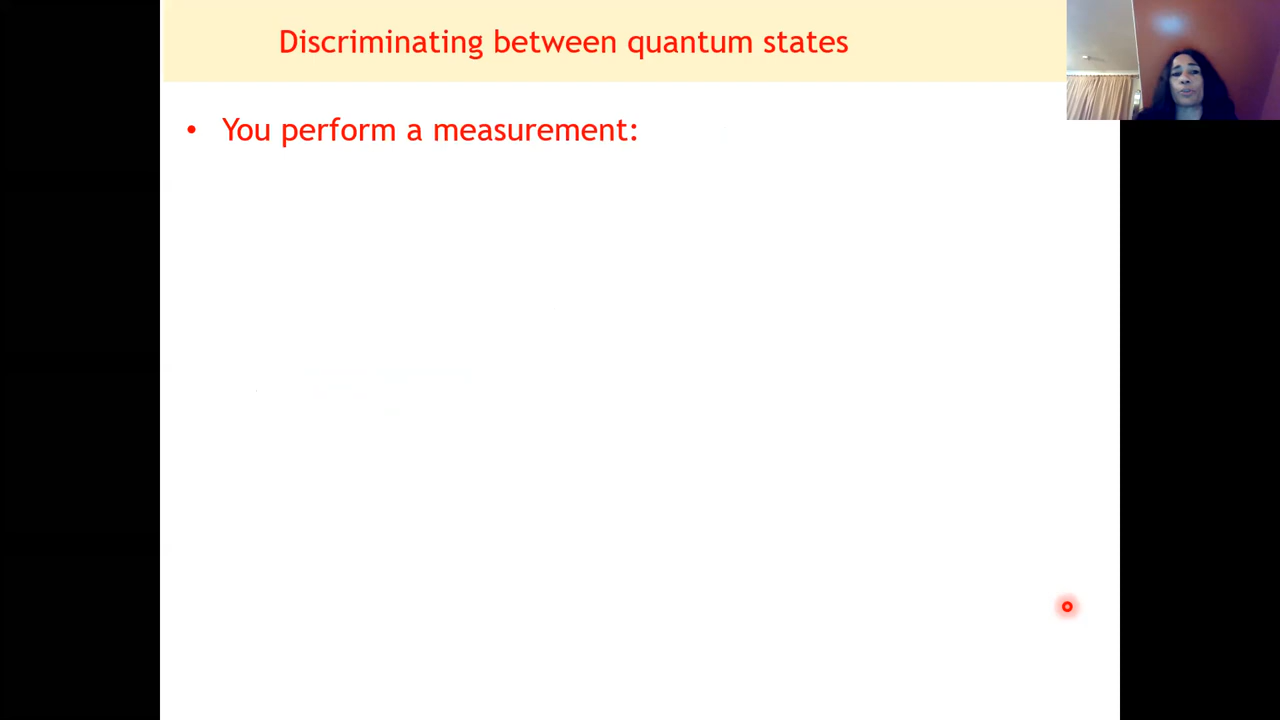 Discriminating between quantum states
• You perform a measurement: